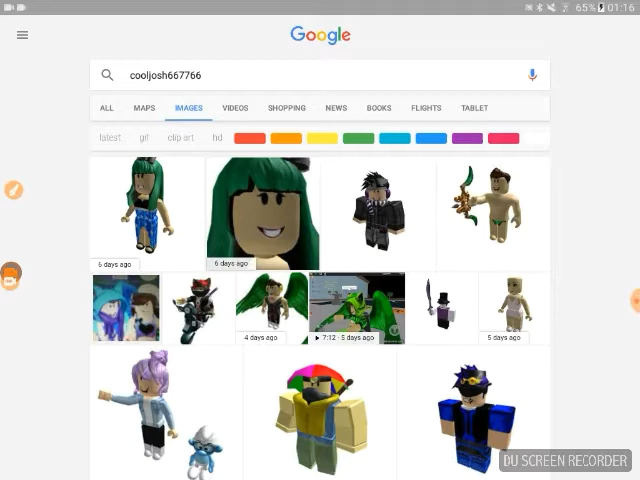 65% 01:16
Google
cooljosh667766
ALL MAPS IMAGES VIDEOS SHOPPING NEWS BOOKS FLIGHTS TABLET
latest gif clip art hd
6 days ago
6 days ago
4 days ago
7:12 · 5 days ago
5 days ago
DU SCREEN RECORDER